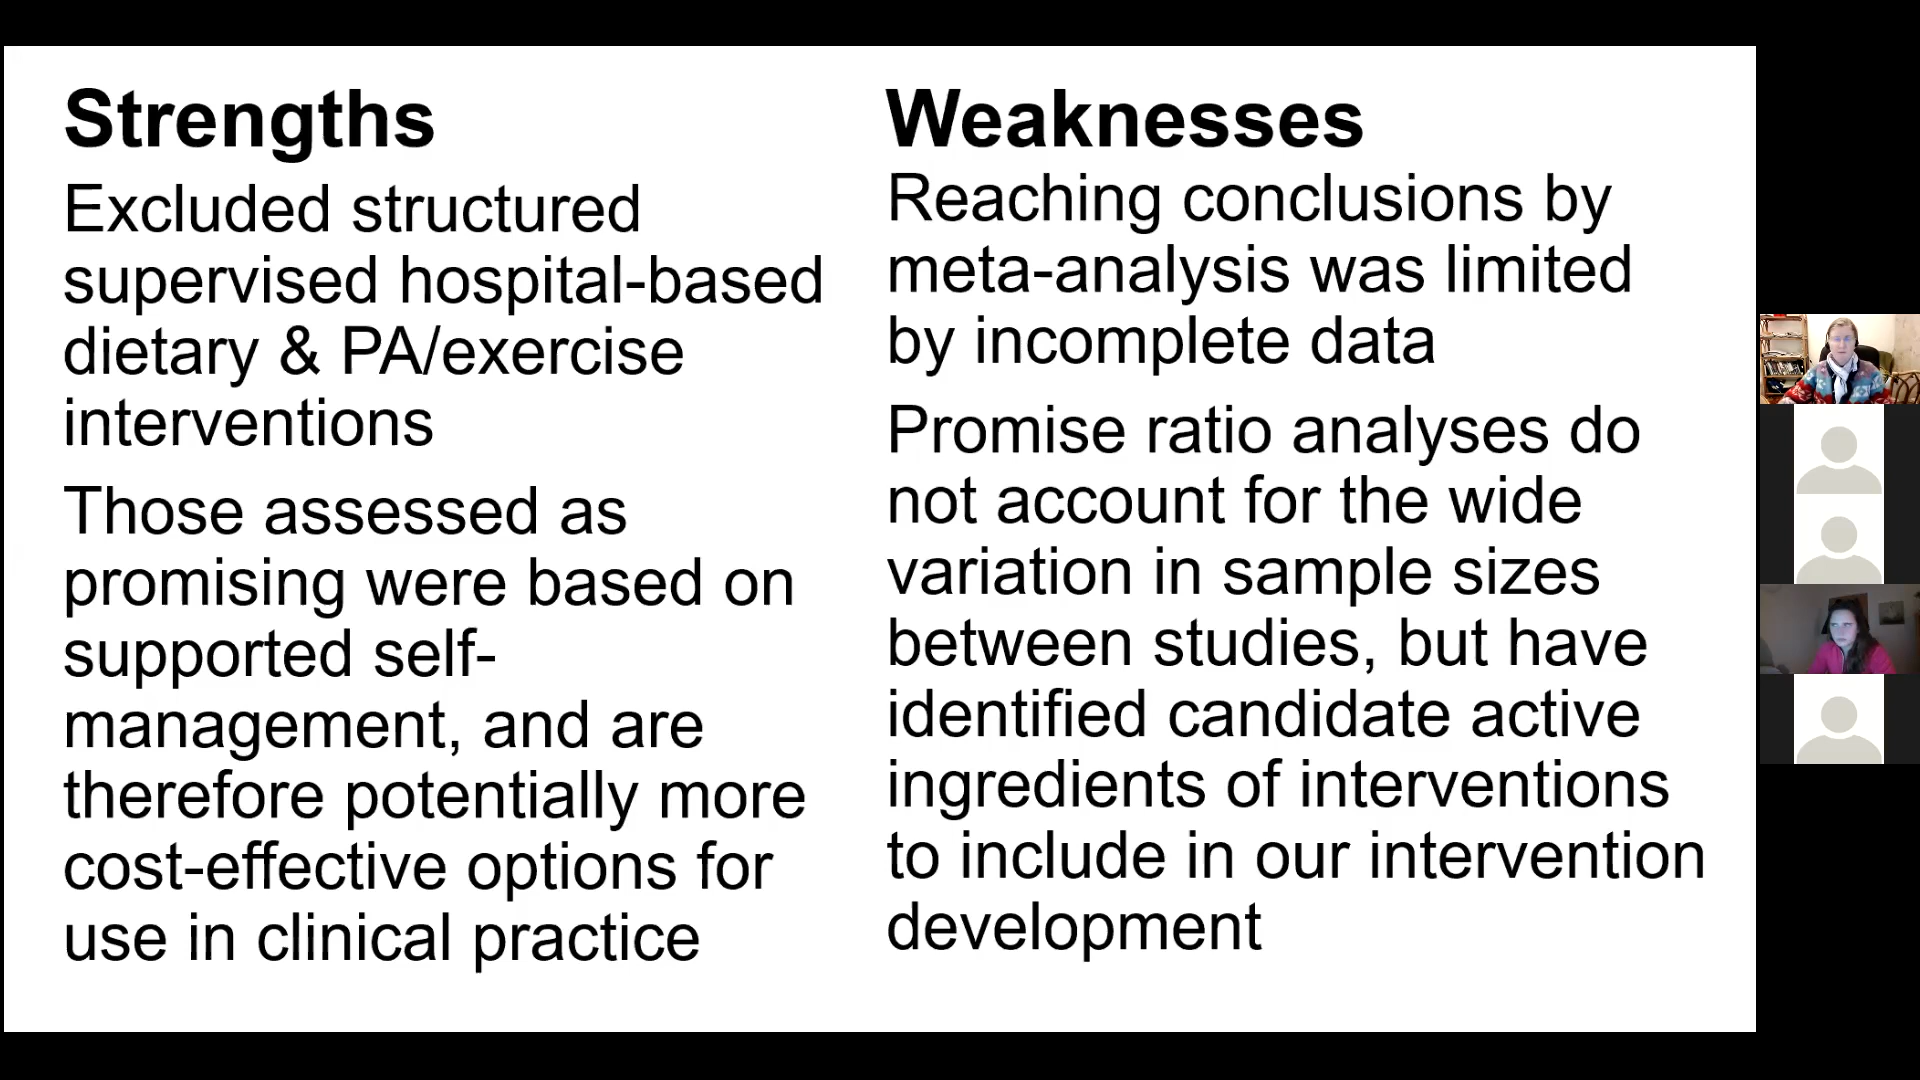 Strengths
Excluded structured
supervised hospital-based
dietary & PA/exercise
interventions
Those assessed as
promising were based on
supported self-
management, and are
therefore potentially more
cost-effective options for
use in clinical practice
Weaknesses
Reaching conclusions by
meta-analysis was limited
by incomplete data
Promise ratio analyses do
not account for the wide
variation in sample sizes
between studies, but have
identified candidate active
ingredients of interventions
to include in our intervention
development